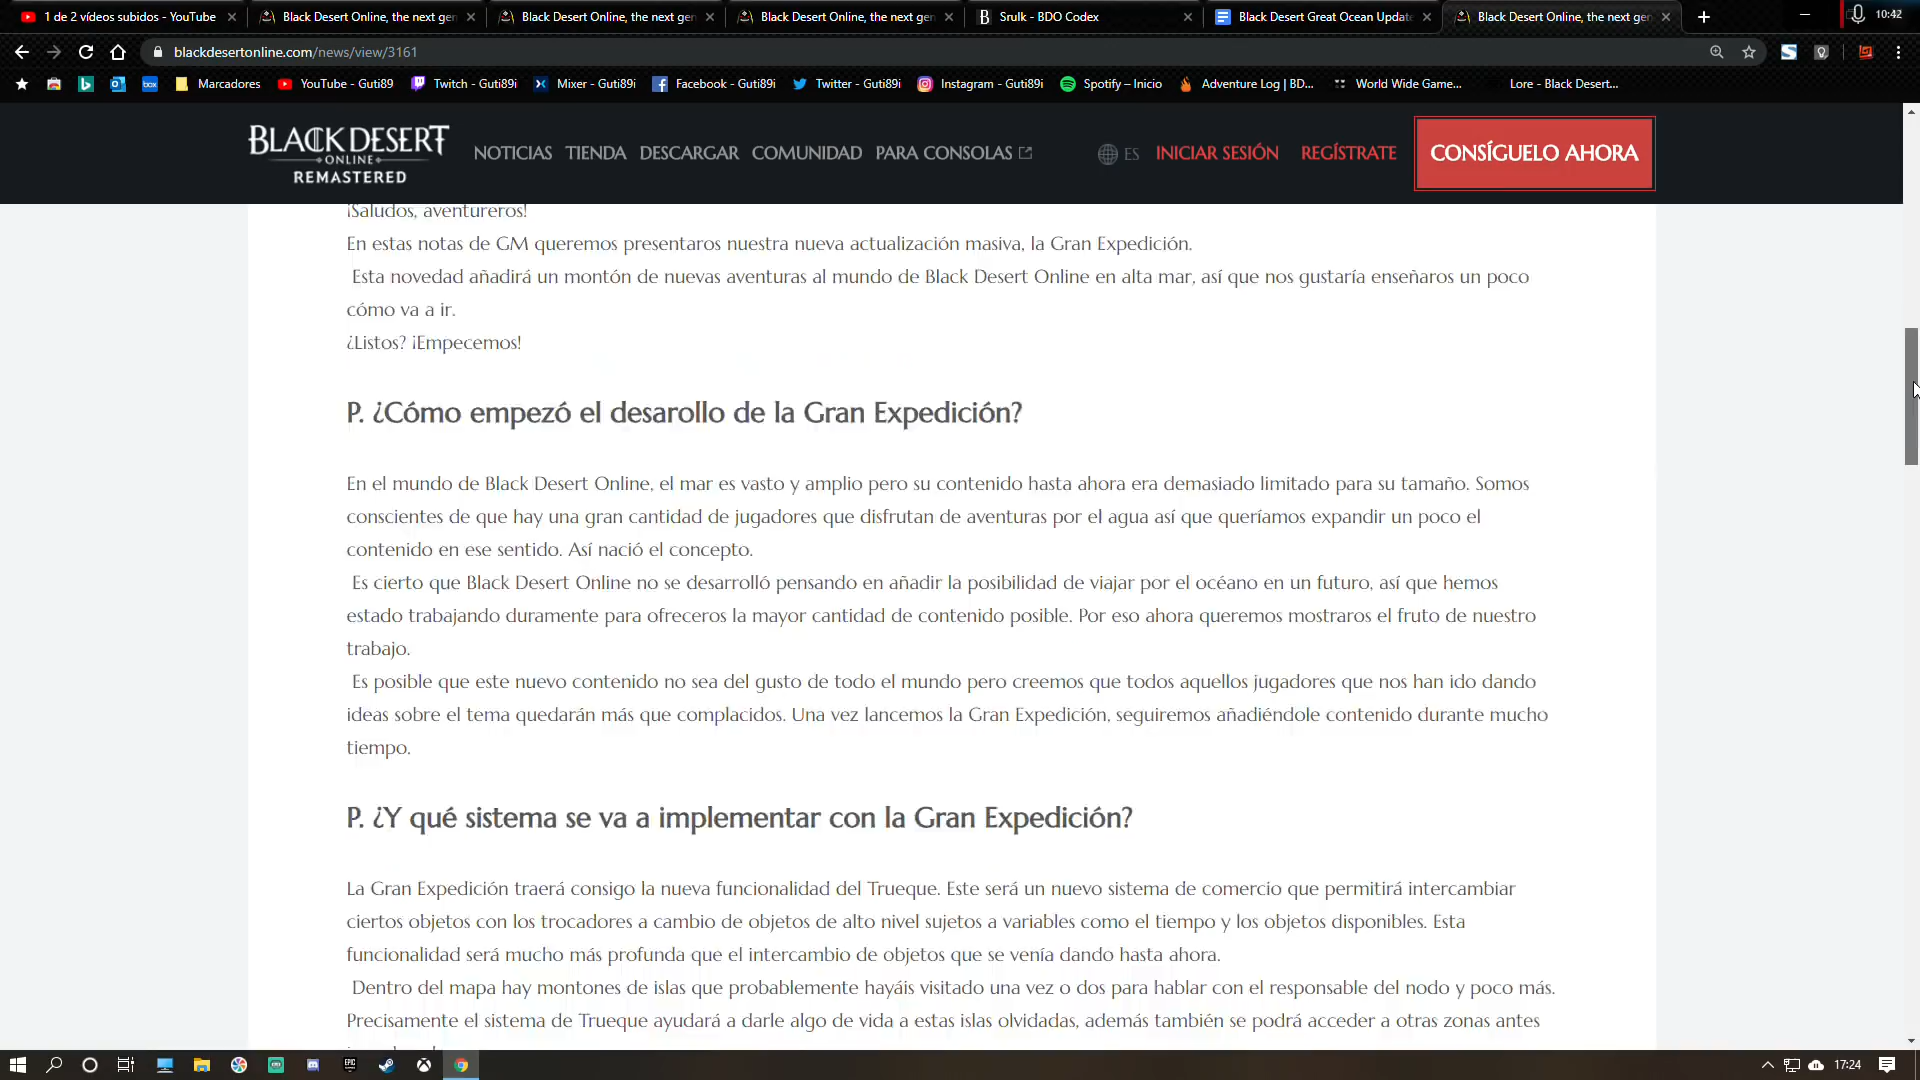 1 de 2 vídeos subidos - YouTube
Black Desert Online, the next gen
Black Desert Online, the next gen
Black Desert Online, the next gen
Srulk - BDO Codex
Black Desert Great Ocean Updat
Black Desert Online, the next gen
10:42
blackdesertonline.com/news/view/3161
Marcadores
YouTube - Guti89
Twitch - Guti89i
Mixer - Guti89i
Facebook - Guti89i
Twitter - Guti89i
Instagram - Guti89i
Spotify – Inicio
Adventure Log | BD...
World Wide Game...
Lore - Black Desert...
BLACK DESERT
ONLINE
REMASTERED
NOTICIAS
TIENDA
DESCARGAR
COMUNIDAD
PARA CONSOLAS
ES
INICIAR SESIÓN
REGÍSTRATE
CONSÍGUELO AHORA
¡Saludos, aventureros!
En estas notas de GM queremos presentaros nuestra nueva actualización masiva, la Gran Expedición.
Esta novedad añadirá un montón de nuevas aventuras al mundo de Black Desert Online en alta mar, así que nos gustaría enseñaros un poco
cómo va a ir.
¿Listos? ¡Empecemos!
P. ¿Cómo empezó el desarollo de la Gran Expedición?
En el mundo de Black Desert Online, el mar es vasto y amplio pero su contenido hasta ahora era demasiado limitado para su tamaño. Somos
conscientes de que hay una gran cantidad de jugadores que disfrutan de aventuras por el agua así que queríamos expandir un poco el
contenido en ese sentido. Así nació el concepto.
Es cierto que Black Desert Online no se desarrolló pensando en añadir la posibilidad de viajar por el océano en un futuro, así que hemos
estado trabajando duramente para ofreceros la mayor cantidad de contenido posible. Por eso ahora queremos mostraros el fruto de nuestro
trabajo.
Es posible que este nuevo contenido no sea del gusto de todo el mundo pero creemos que todos aquellos jugadores que nos han ido dando
ideas sobre el tema quedarán más que complacidos. Una vez lancemos la Gran Expedición, seguiremos añadiéndole contenido durante mucho
tiempo.
P. ¿Y qué sistema se va a implementar con la Gran Expedición?
La Gran Expedición traerá consigo la nueva funcionalidad del Trueque. Este será un nuevo sistema de comercio que permitirá intercambiar
ciertos objetos con los trocadores a cambio de objetos de alto nivel sujetos a variables como el tiempo y los objetos disponibles. Esta
funcionalidad será mucho más profunda que el intercambio de objetos que se venía dando hasta ahora.
Dentro del mapa hay montones de islas que probablemente hayáis visitado una vez o dos para hablar con el responsable del nodo y poco más.
Precisamente el sistema de Trueque ayudará a darle algo de vida a estas islas olvidadas, además también se podrá acceder a otras zonas antes
17:24